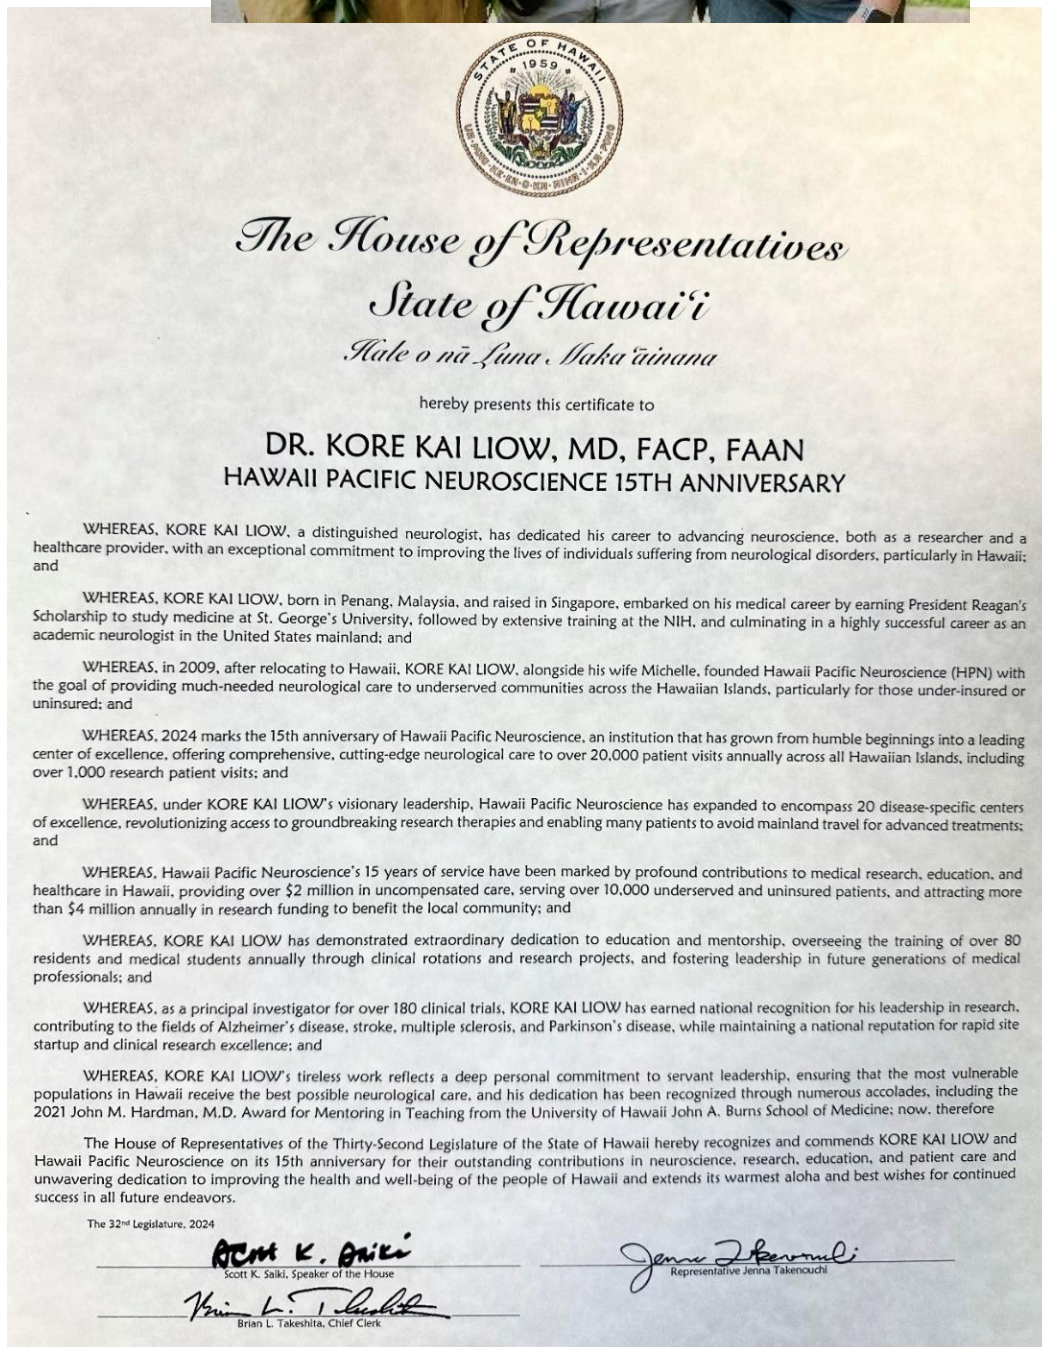 STATE OF HAWAII
1959
The House of Representatives
State of Hawaiʻi
Hale o nā Luna Makaʻāinana
hereby presents this certificate to
DR. KORE KAI LIOW, MD, FACP, FAAN
HAWAII PACIFIC NEUROSCIENCE 15TH ANNIVERSARY
WHEREAS, KORE KAI LIOW, a distinguished neurologist, has dedicated his career to advancing neuroscience, both as a researcher and a
healthcare provider, with an exceptional commitment to improving the lives of individuals suffering from neurological disorders, particularly in Hawaii;
and
WHEREAS, KORE KAI LIOW, born in Penang, Malaysia, and raised in Singapore, embarked on his medical career by earning President Reagan's
Scholarship to study medicine at St. George's University, followed by extensive training at the NIH, and culminating in a highly successful career as an
academic neurologist in the United States mainland; and
WHEREAS, in 2009, after relocating to Hawaii, KORE KAI LIOW, alongside his wife Michelle, founded Hawaii Pacific Neuroscience (HPN) with
the goal of providing much-needed neurological care to underserved communities across the Hawaiian Islands, particularly for those under-insured or
uninsured; and
WHEREAS, 2024 marks the 15th anniversary of Hawaii Pacific Neuroscience, an institution that has grown from humble beginnings into a leading
center of excellence, offering comprehensive, cutting-edge neurological care to over 20,000 patient visits annually across all Hawaiian Islands, including
over 1,000 research patient visits; and
WHEREAS, under KORE KAI LIOW's visionary leadership, Hawaii Pacific Neuroscience has expanded to encompass 20 disease-specific centers
of excellence, revolutionizing access to groundbreaking research therapies and enabling many patients to avoid mainland travel for advanced treatments;
and
WHEREAS, Hawaii Pacific Neuroscience's 15 years of service have been marked by profound contributions to medical research, education, and
healthcare in Hawaii, providing over $2 million in uncompensated care, serving over 10,000 underserved and uninsured patients, and attracting more
than $4 million annually in research funding to benefit the local community; and
WHEREAS, KORE KAI LIOW has demonstrated extraordinary dedication to education and mentorship, overseeing the training of over 80
residents and medical students annually through clinical rotations and research projects, and fostering leadership in future generations of medical
professionals; and
WHEREAS, as a principal investigator for over 180 clinical trials, KORE KAI LIOW has earned national recognition for his leadership in research,
contributing to the fields of Alzheimer's disease, stroke, multiple sclerosis, and Parkinson's disease, while maintaining a national reputation for rapid site
startup and clinical research excellence; and
WHEREAS, KORE KAI LIOW's tireless work reflects a deep personal commitment to servant leadership, ensuring that the most vulnerable
populations in Hawaii receive the best possible neurological care, and his dedication has been recognized through numerous accolades, including the
2021 John M. Hardman, M.D. Award for Mentoring in Teaching from the University of Hawaii John A. Burns School of Medicine; now, therefore
The House of Representatives of the Thirty-Second Legislature of the State of Hawaii hereby recognizes and commends KORE KAI LIOW and
Hawaii Pacific Neuroscience on its 15th anniversary for their outstanding contributions in neuroscience, research, education, and patient care and
unwavering dedication to improving the health and well-being of the people of Hawaii and extends its warmest aloha and best wishes for continued
success in all future endeavors.
The 32nd Legislature, 2024
Scott K. Saiki, Speaker of the House
Representative Jenna Takenouchi
Brian L. Takeshita, Chief Clerk